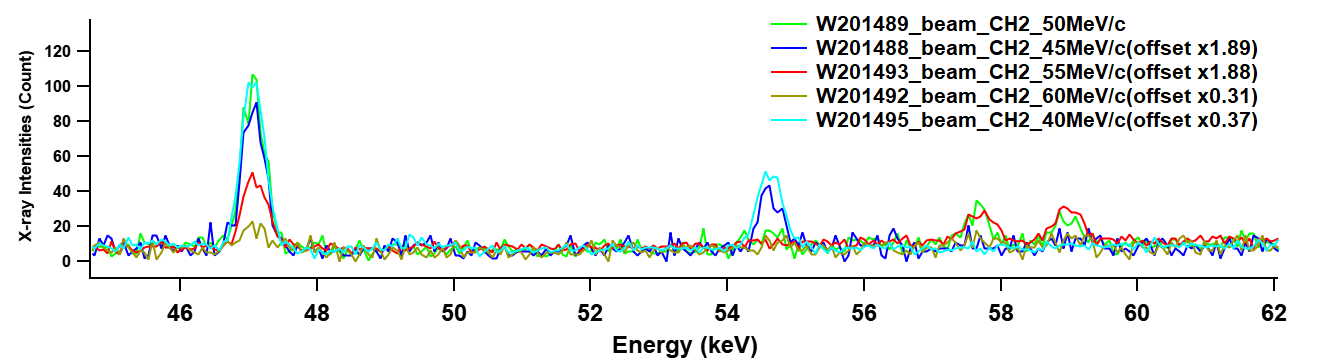 W201489_beam_CH2_50MeV/c
W201488_beam_CH2_45MeV/c(offset x1.89)
W201493_beam_CH2_55MeV/c(offset x1.88)
W201492_beam_CH2_60MeV/c(offset x0.31)
W201495_beam_CH2_40MeV/c(offset x0.37)
X-ray Intensities (Count)
120
100
80
60
40
20
0
46 48 50 52 54 56 58 60 62
Energy (keV)